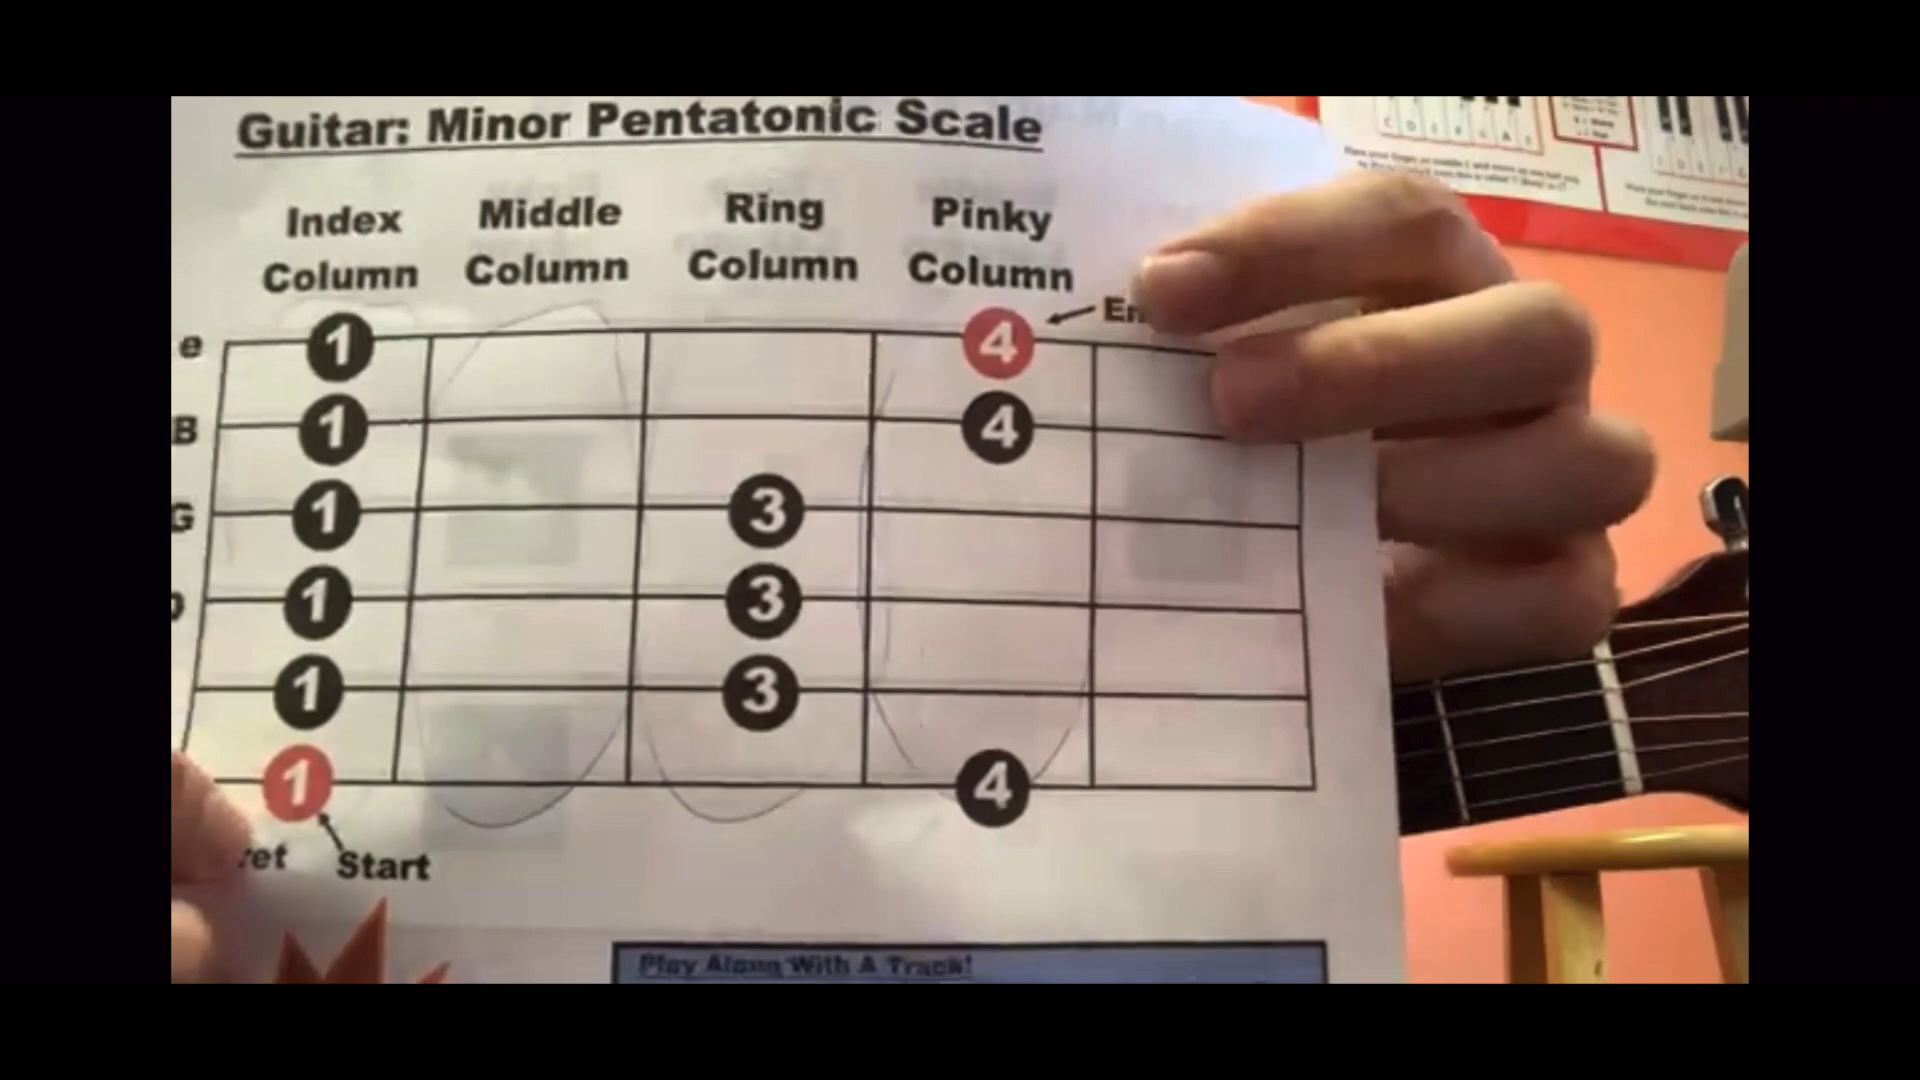 Guitar: Minor Pentatonic Scale
Index Column
Middle Column
Ring Column
Pinky Column
e 1 4
B 1 4
G 1 3
1 3
1 3
1 4
Start
Play Along With A Track!